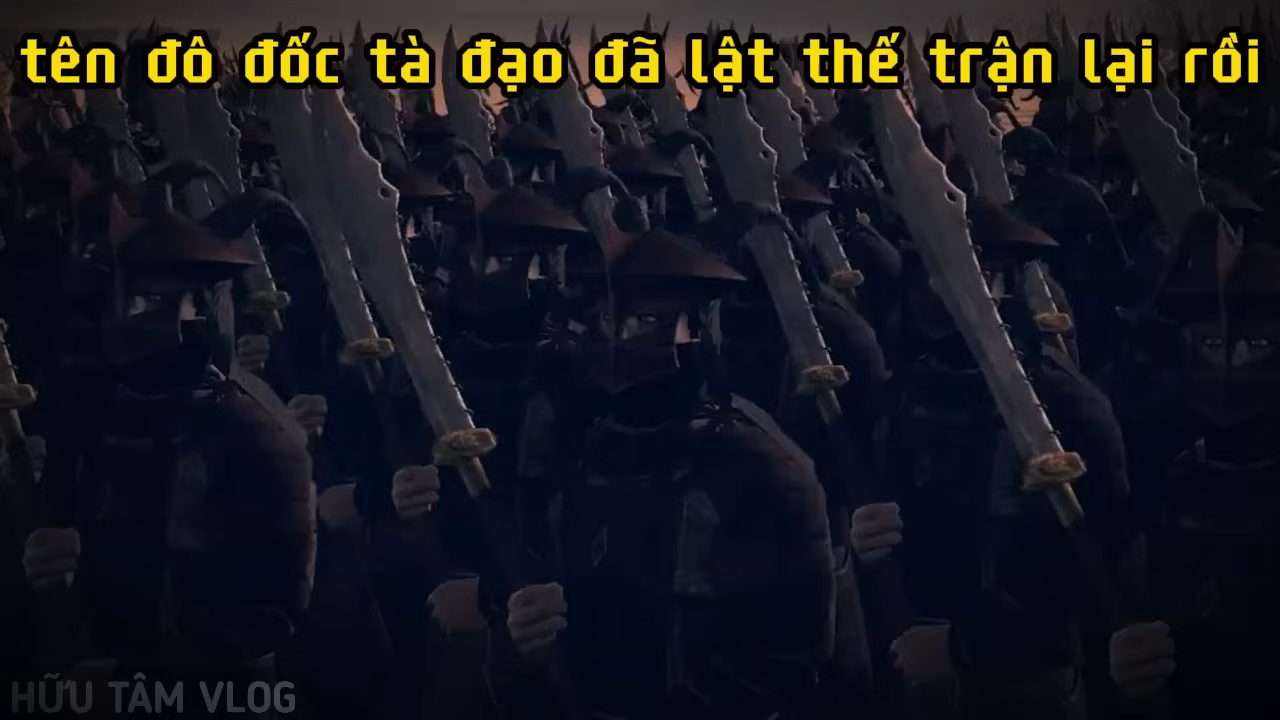 tên đô đốc tà đạo đã lật thế trận lại rồi
HỮU TÂM VLOG